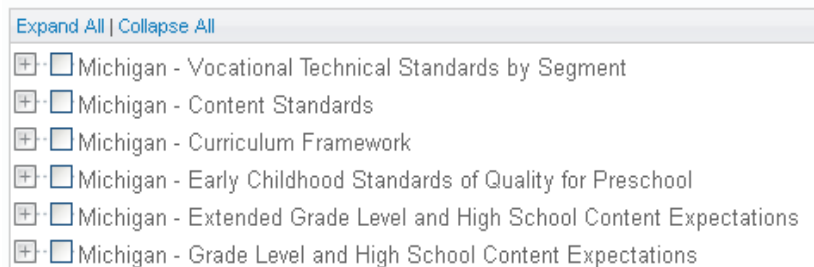 Expand All | Collapse All
Michigan - Vocational Technical Standards by Segment
Michigan - Content Standards
Michigan - Curriculum Framework
Michigan - Early Childhood Standards of Quality for Preschool
Michigan - Extended Grade Level and High School Content Expectations
Michigan - Grade Level and High School Content Expectations